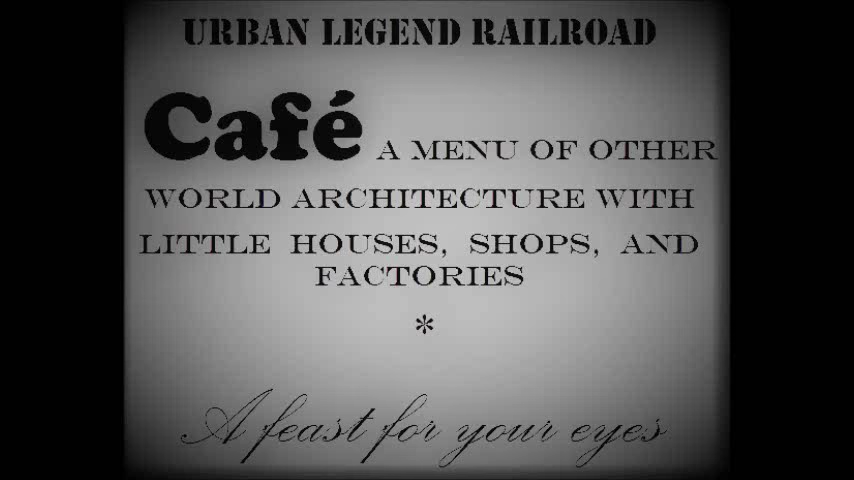 URBAN LEGEND RAILROAD
Café A MENU OF OTHER
WORLD ARCHITECTURE WITH
LITTLE HOUSES, SHOPS, AND
FACTORIES
*
A feast for your eyes